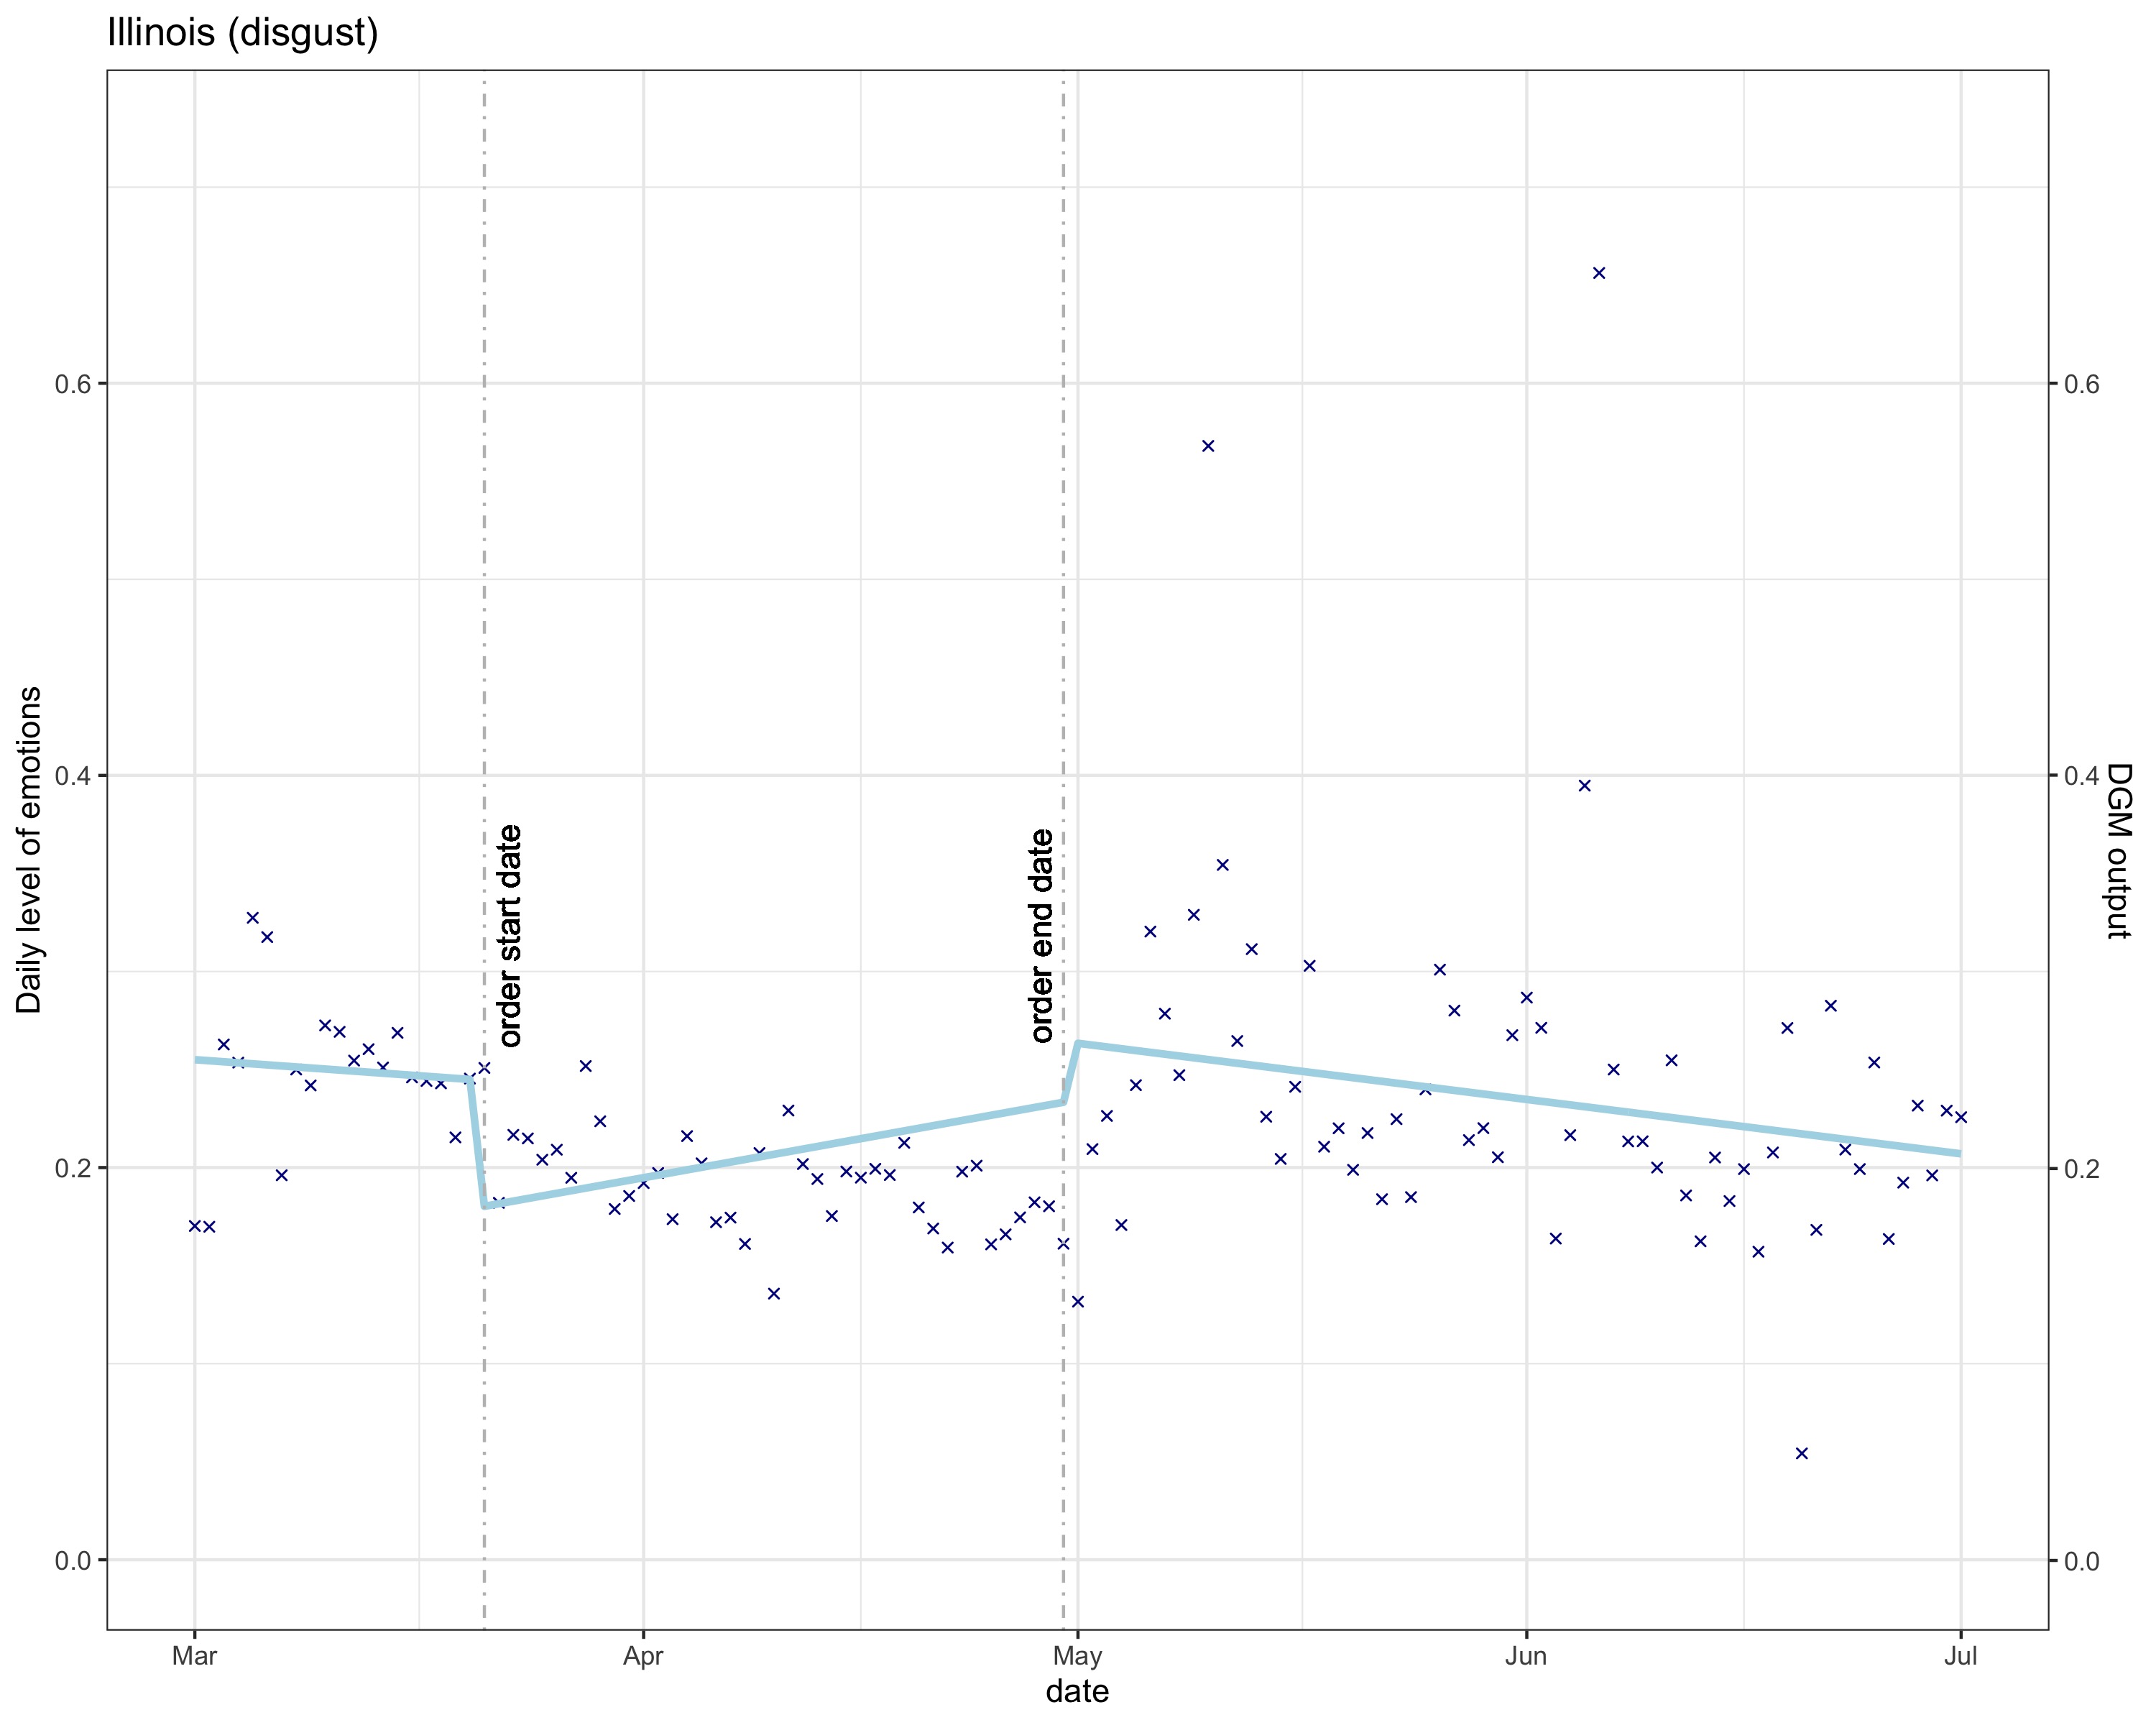 Illinois (disgust)
Daily level of emotions
0.6
0.4
0.2
0.0
order start date
order end date
0.6
0.4
0.2
0.0
DGM output
Mar
Apr
May
Jun
Jul
date